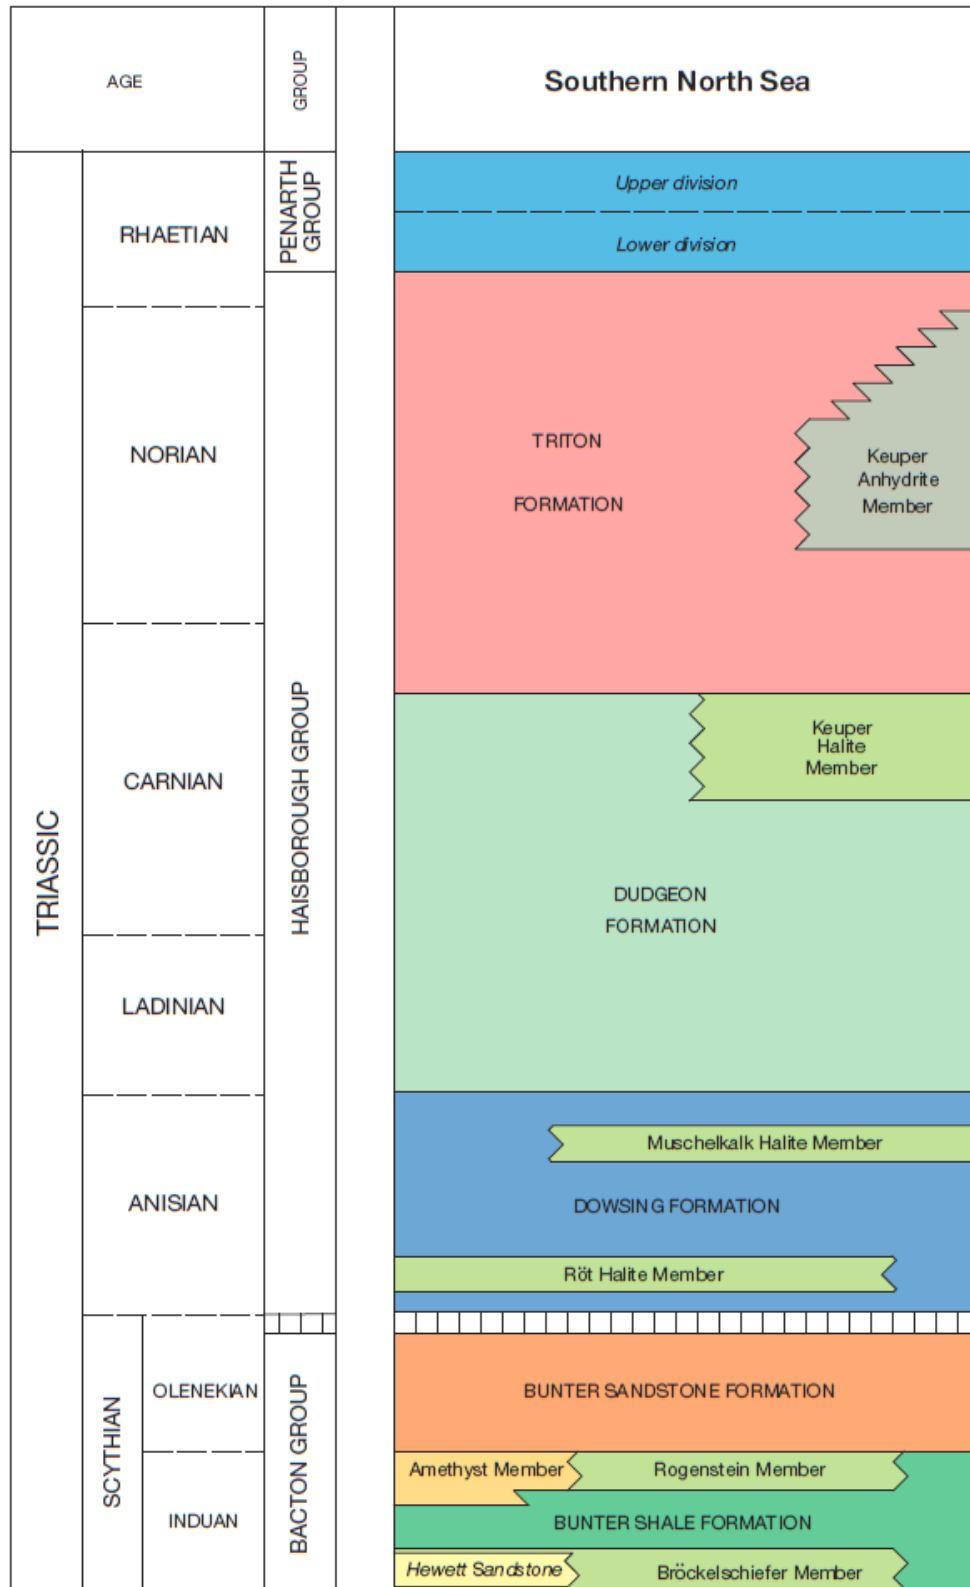 AGE
GROUP
Southern North Sea
TRIASSIC
RHAETIAN
NORIAN
CARNIAN
LADINIAN
ANISIAN
SCYTHIAN
OLENEKIAN
INDUAN
PENARTH
GROUP
HAISBOROUGH GROUP
BACTON GROUP
Upper division
Lower division
TRITON
FORMATION
Keuper
Anhydrite
Member
Keuper
Halite
Member
DUDGEON
FORMATION
Muschelkalk Halite Member
DOWSING FORMATION
Röt Halite Member
BUNTER SANDSTONE FORMATION
Amethyst Member
Rogenstein Member
BUNTER SHALE FORMATION
Hewett Sandstone
Bröckelschiefer Member